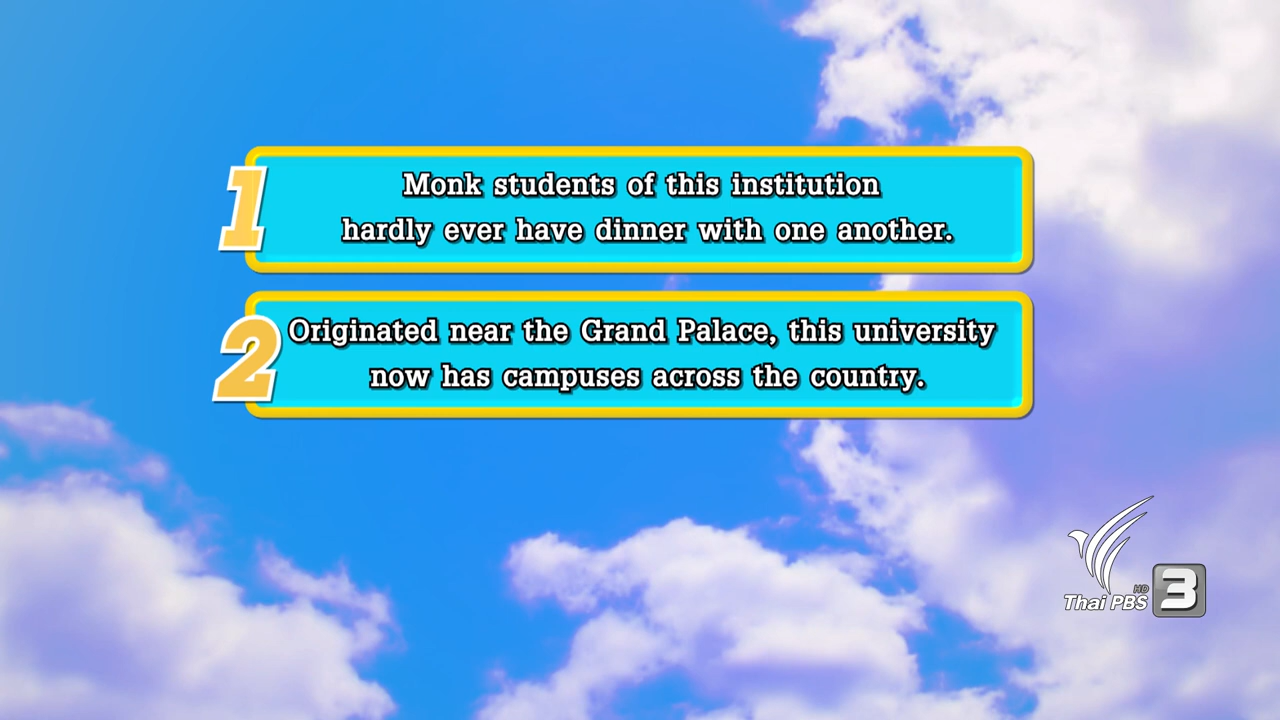 1
Monk students of this institution
hardly ever have dinner with one another.
2
Originated near the Grand Palace, this university
now has campuses across the country.
HD
Thai PBS 3